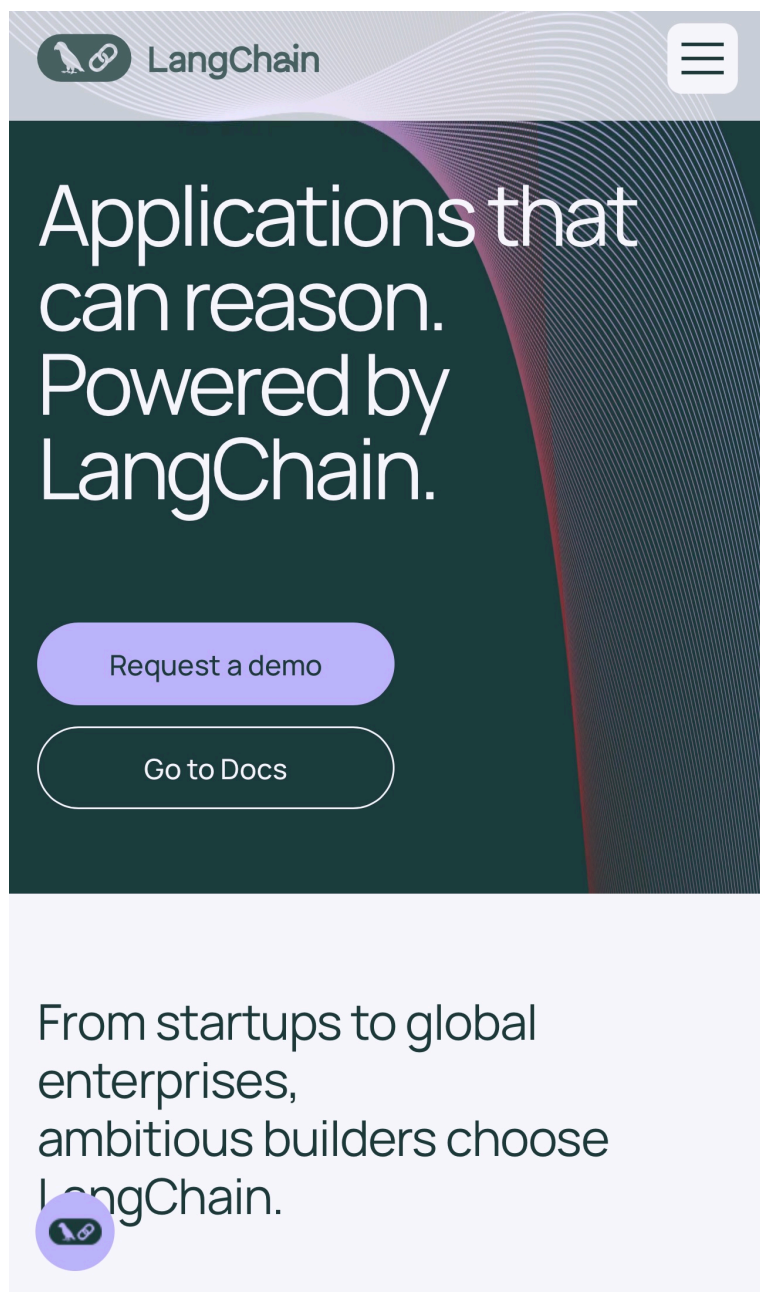 LangChain
Applications that
can reason.
Powered by
LangChain.
Request a demo
Go to Docs
From startups to global
enterprises,
ambitious builders choose
LangChain.